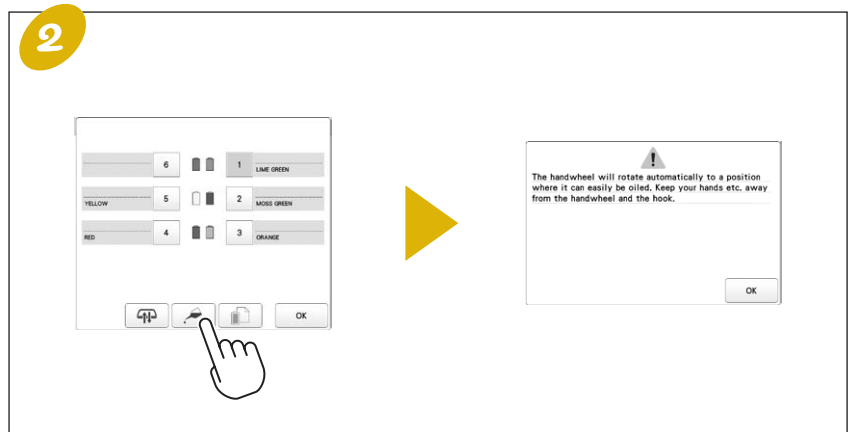 2
6 1 LIME GREEN
YELLOW 5 2 MOSS GREEN
RED 4 3 ORANGE
OK
The handwheel will rotate automatically to a position
where it can easily be oiled. Keep your hands etc. away
from the handwheel and the hook.
OK